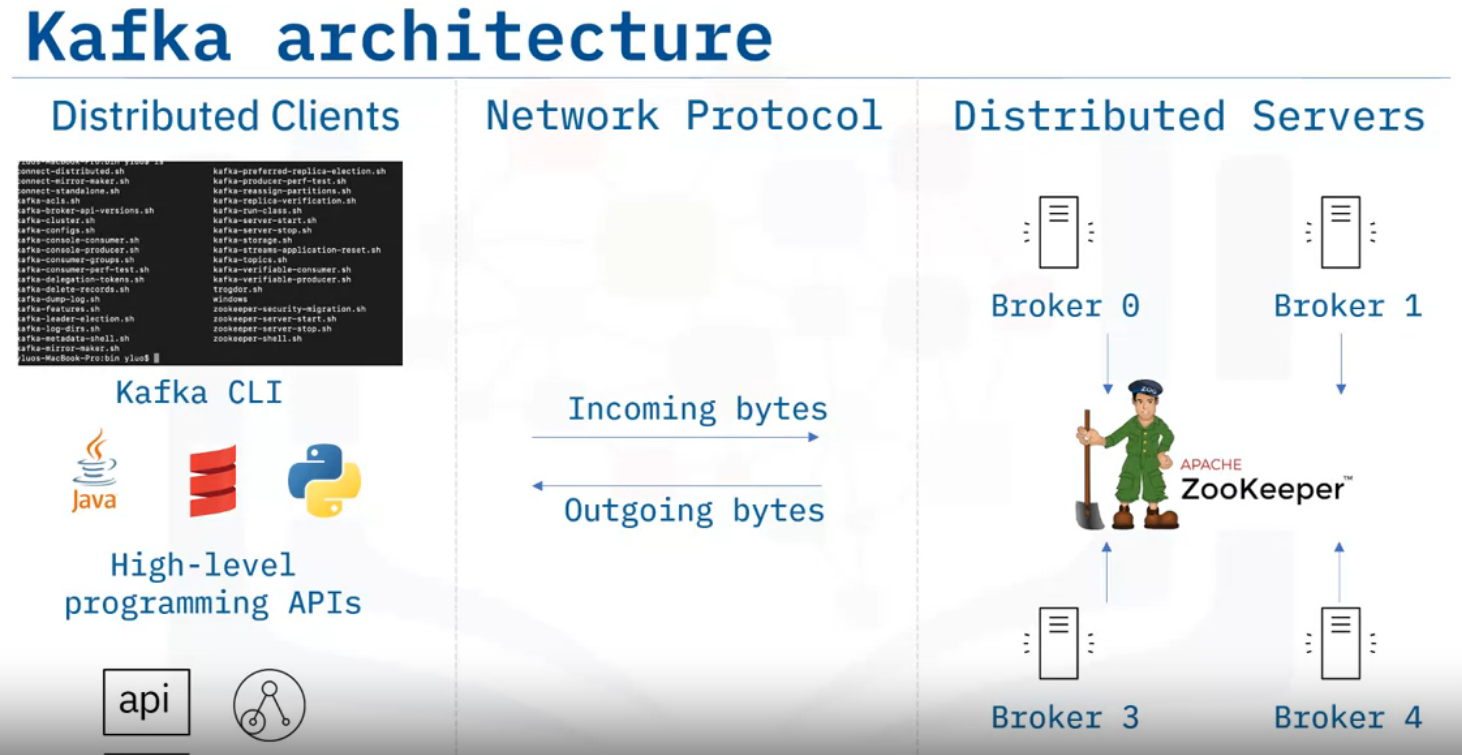 Kafka architecture
Distributed Clients
Network Protocol
Distributed Servers
connect-distributed.sh
connect-mirror-maker.sh
connect-standalone.sh
kafka-acls.sh
kafka-broker-api-versions.sh
kafka-cluster.sh
kafka-configs.sh
kafka-console-consumer.sh
kafka-console-producer.sh
kafka-consumer-groups.sh
kafka-consumer-perf-test.sh
kafka-delegation-tokens.sh
kafka-delete-records.sh
kafka-dump-log.sh
kafka-features.sh
kafka-leader-election.sh
kafka-log-dirs.sh
kafka-metadata-shell.sh
kafka-mirror-maker.sh
yluos-MacBook-Pro:bin yluo$
kafka-preferred-replica-election.sh
kafka-producer-perf-test.sh
kafka-reassign-partitions.sh
kafka-replica-verification.sh
kafka-run-class.sh
kafka-server-start.sh
kafka-server-stop.sh
kafka-storage.sh
kafka-streams-application-reset.sh
kafka-topics.sh
kafka-verifiable-consumer.sh
kafka-verifiable-producer.sh
trogdor.sh
windows
zookeeper-security-migration.sh
zookeeper-server-start.sh
zookeeper-server-stop.sh
zookeeper-shell.sh
Kafka CLI
Java
High-level
programming APIs
api
Incoming bytes
Outgoing bytes
Broker 0
Broker 1
ZOO
APACHE
ZooKeeper™
Broker 3
Broker 4